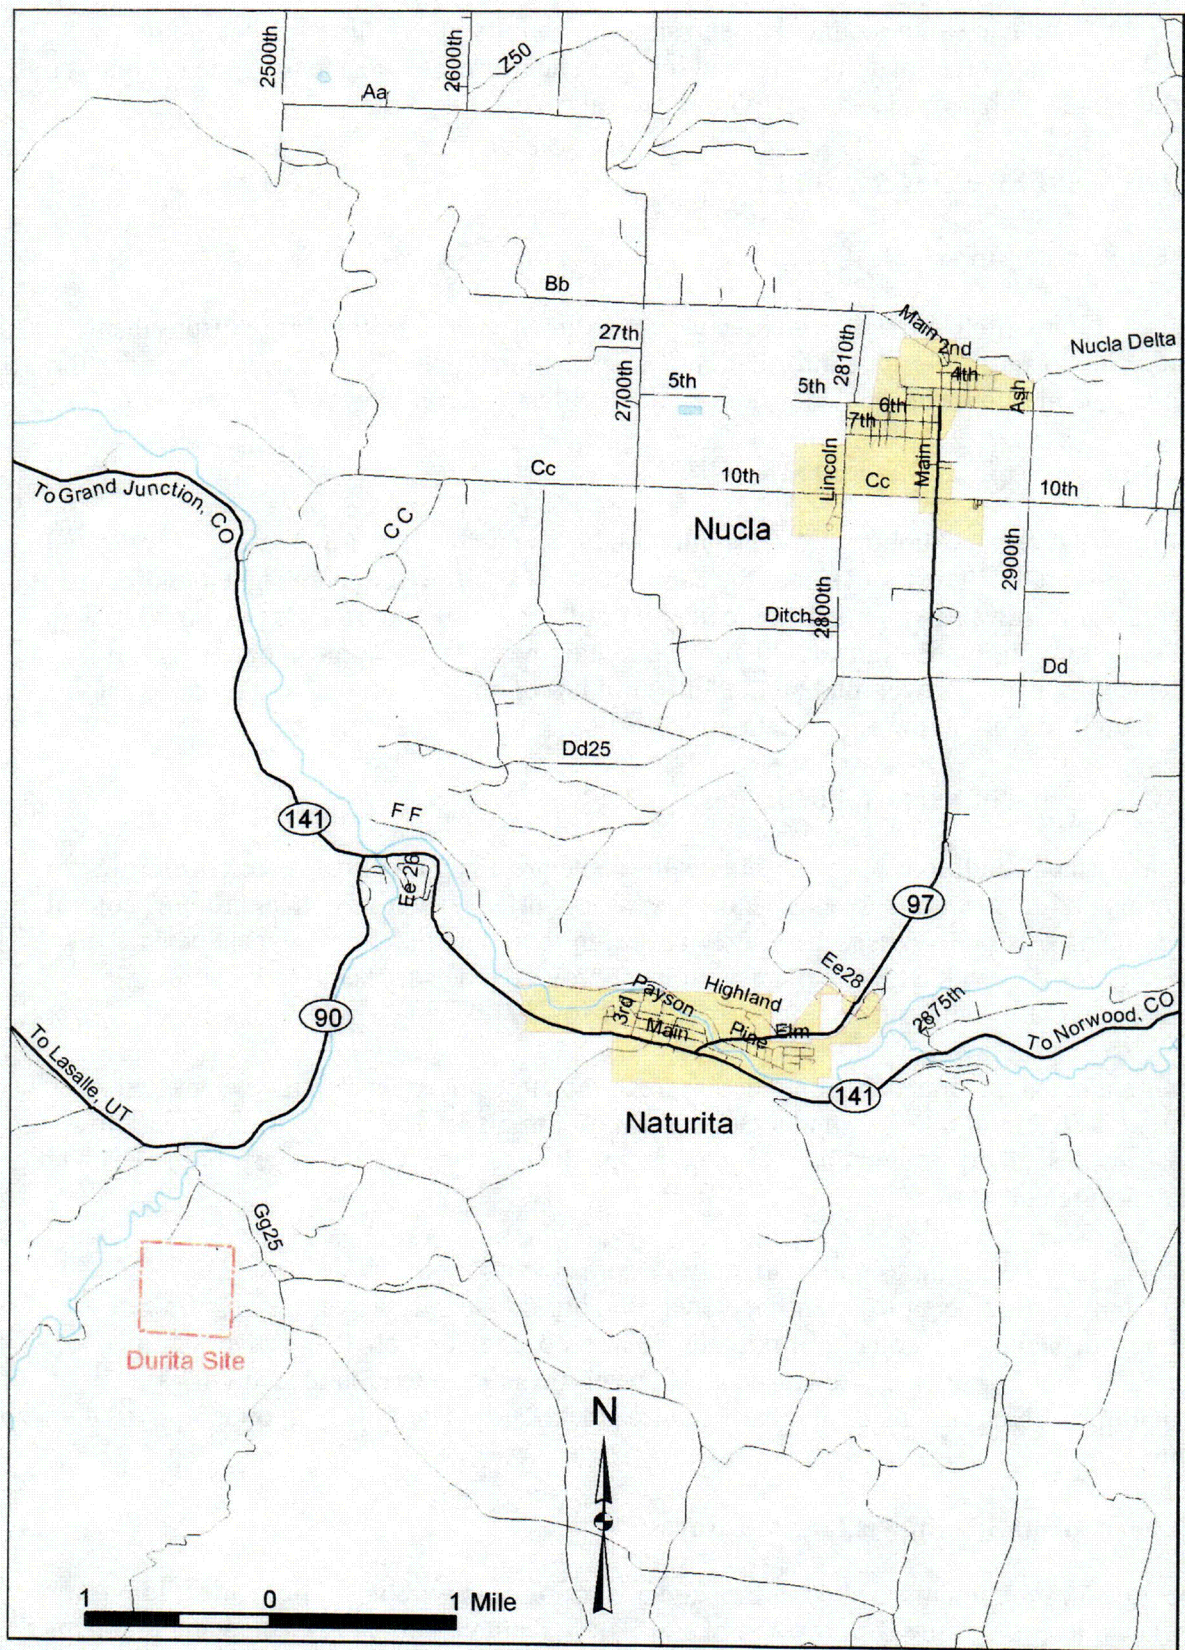 2500th
2600th
Z50
Aa
Bb
27th
2700th
5th
5th
2810th
Main
2nd
4th
Nucla Delta
Ash
6th
7th
Lincoln
Main
Cc
10th
Cc
10th
To Grand Junction, CO
C C
Nucla
2900th
Ditch
2800th
Dd
Dd25
141
F F
Ee 26
97
Ee28
Highland
Payson
3rd
Main
Pine
Elm
2875th
To Norwood, CO
90
To Lasalle, UT
141
Naturita
Gg25
Durita Site
N
1 0 1 Mile